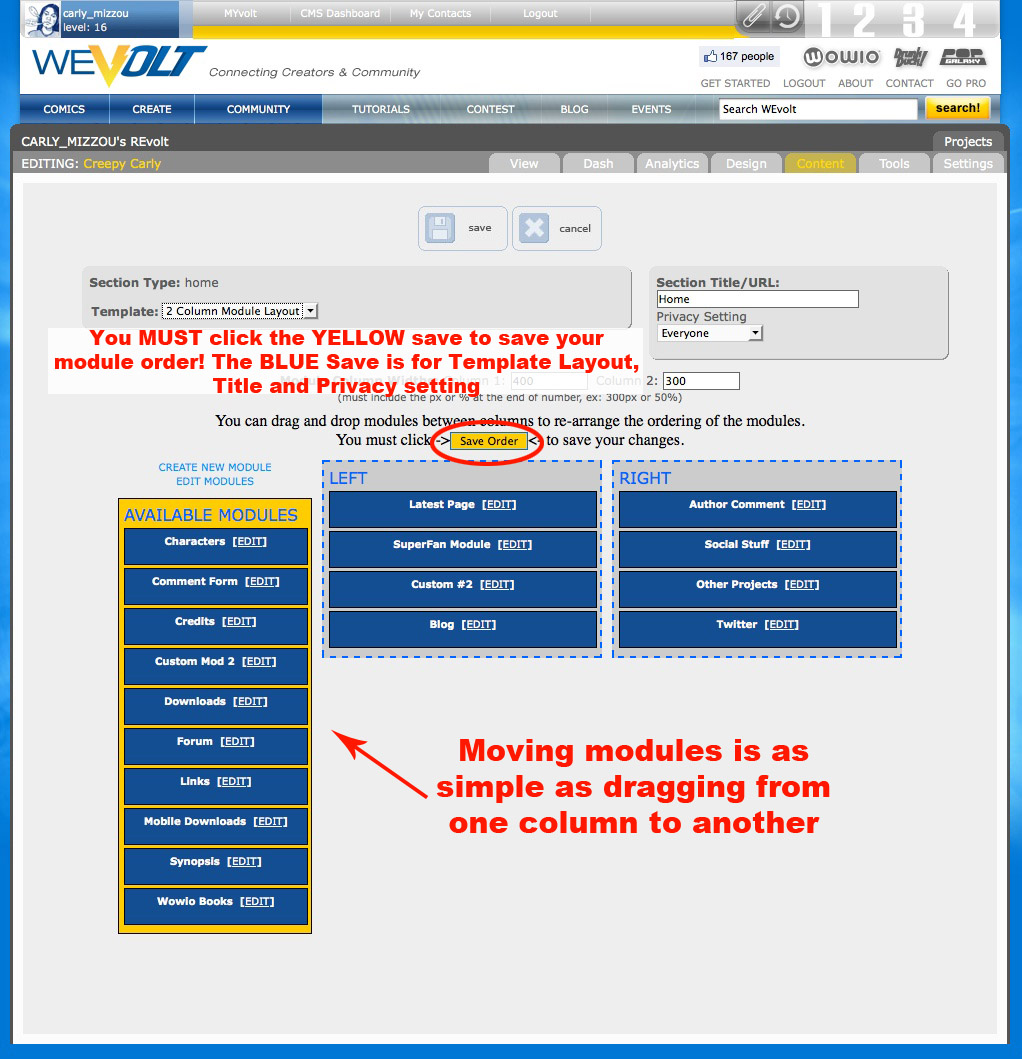 carly_mizzou
level: 16
MYvolt CMS Dashboard My Contacts Logout
1 2 3 4
WEVOLT
Connecting Creators & Community
167 people
WOWIO
Drunk Duck!
POP GALAXY
GET STARTED LOGOUT ABOUT CONTACT GO PRO
COMICS CREATE COMMUNITY TUTORIALS CONTEST BLOG EVENTS
Search WEvolt
search!
CARLY_MIZZOU's REvolt
Projects
EDITING: Creepy Carly
View Dash Analytics Design Content Tools Settings
save
cancel
Section Type: home
Template: 2 Column Module Layout
Section Title/URL:
Home
Privacy Setting
Everyone
You MUST click the YELLOW save to save your
module order! The BLUE Save is for Template Layout,
Title and Privacy setting
1: 400 Column 2: 300
(must include the px or % at the end of number, ex: 300px or 50%)
You can drag and drop modules between columns to re-arrange the ordering of the modules.
You must click -> Save Order <- to save your changes.
CREATE NEW MODULE
EDIT MODULES
AVAILABLE MODULES
Characters [EDIT]
Comment Form [EDIT]
Credits [EDIT]
Custom Mod 2 [EDIT]
Downloads [EDIT]
Forum [EDIT]
Links [EDIT]
Mobile Downloads [EDIT]
Synopsis [EDIT]
Wowio Books [EDIT]
LEFT
Latest Page [EDIT]
SuperFan Module [EDIT]
Custom #2 [EDIT]
Blog [EDIT]
RIGHT
Author Comment [EDIT]
Social Stuff [EDIT]
Other Projects [EDIT]
Twitter [EDIT]
Moving modules is as
simple as dragging from
one column to another